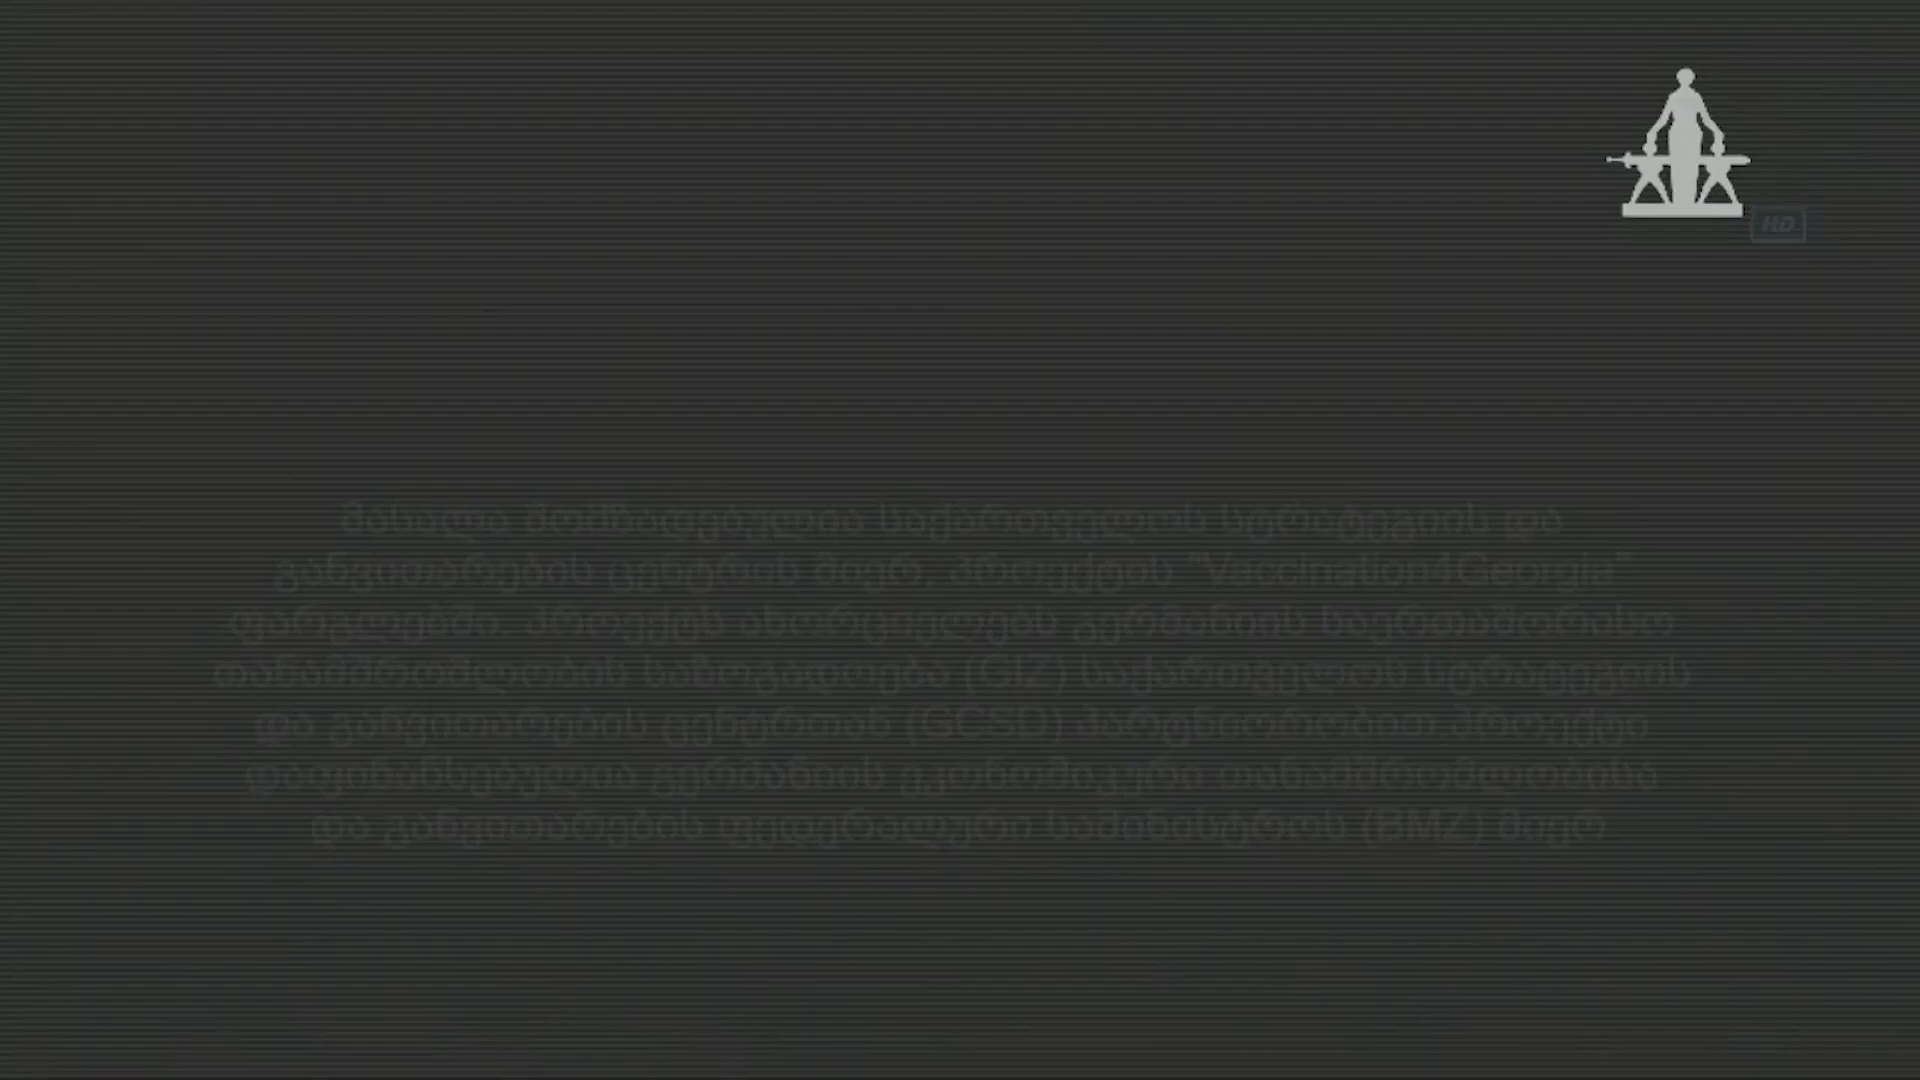 HD
მასალა მომზადებულია საქართველოს სტრატეგიის და
განვითარების ცენტრის მიერ, პროექტის "Vaccination4Georgia"
ფარგლებში. პროექტს ახორციელებს გერმანიის საერთაშორისო
თანამშრომლობის საზოგადოება (GIZ) საქართველოს სტრატეგიის
და განვითარების ცენტრთან (GCSD) პარტნიორობით.პროექტი
დაფინანსებულია გერმანიის ეკონომიკური თანამშრომლობისა
და განვითარების ფედერალური სამინისტროს (BMZ) მიერ